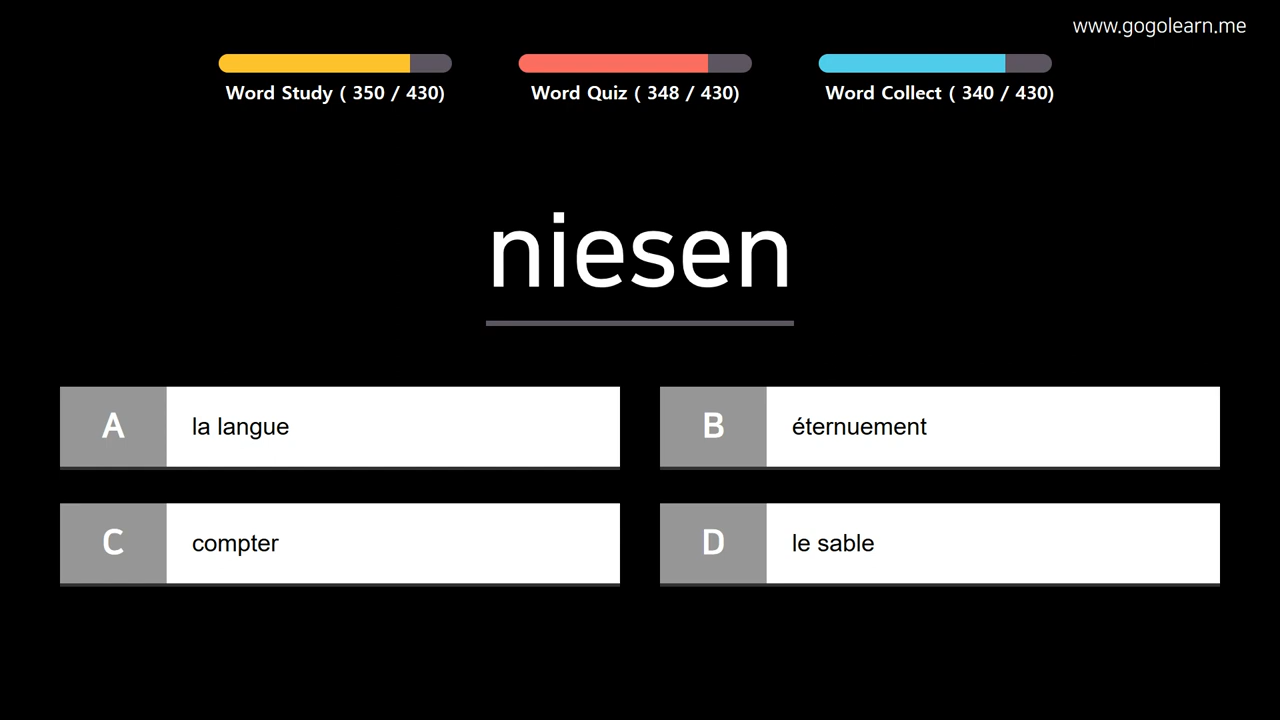 www.gogolearn.me
Word Study ( 350 / 430)
Word Quiz ( 348 / 430)
Word Collect ( 340 / 430)
niesen
A la langue
B éternuement
C compter
D le sable